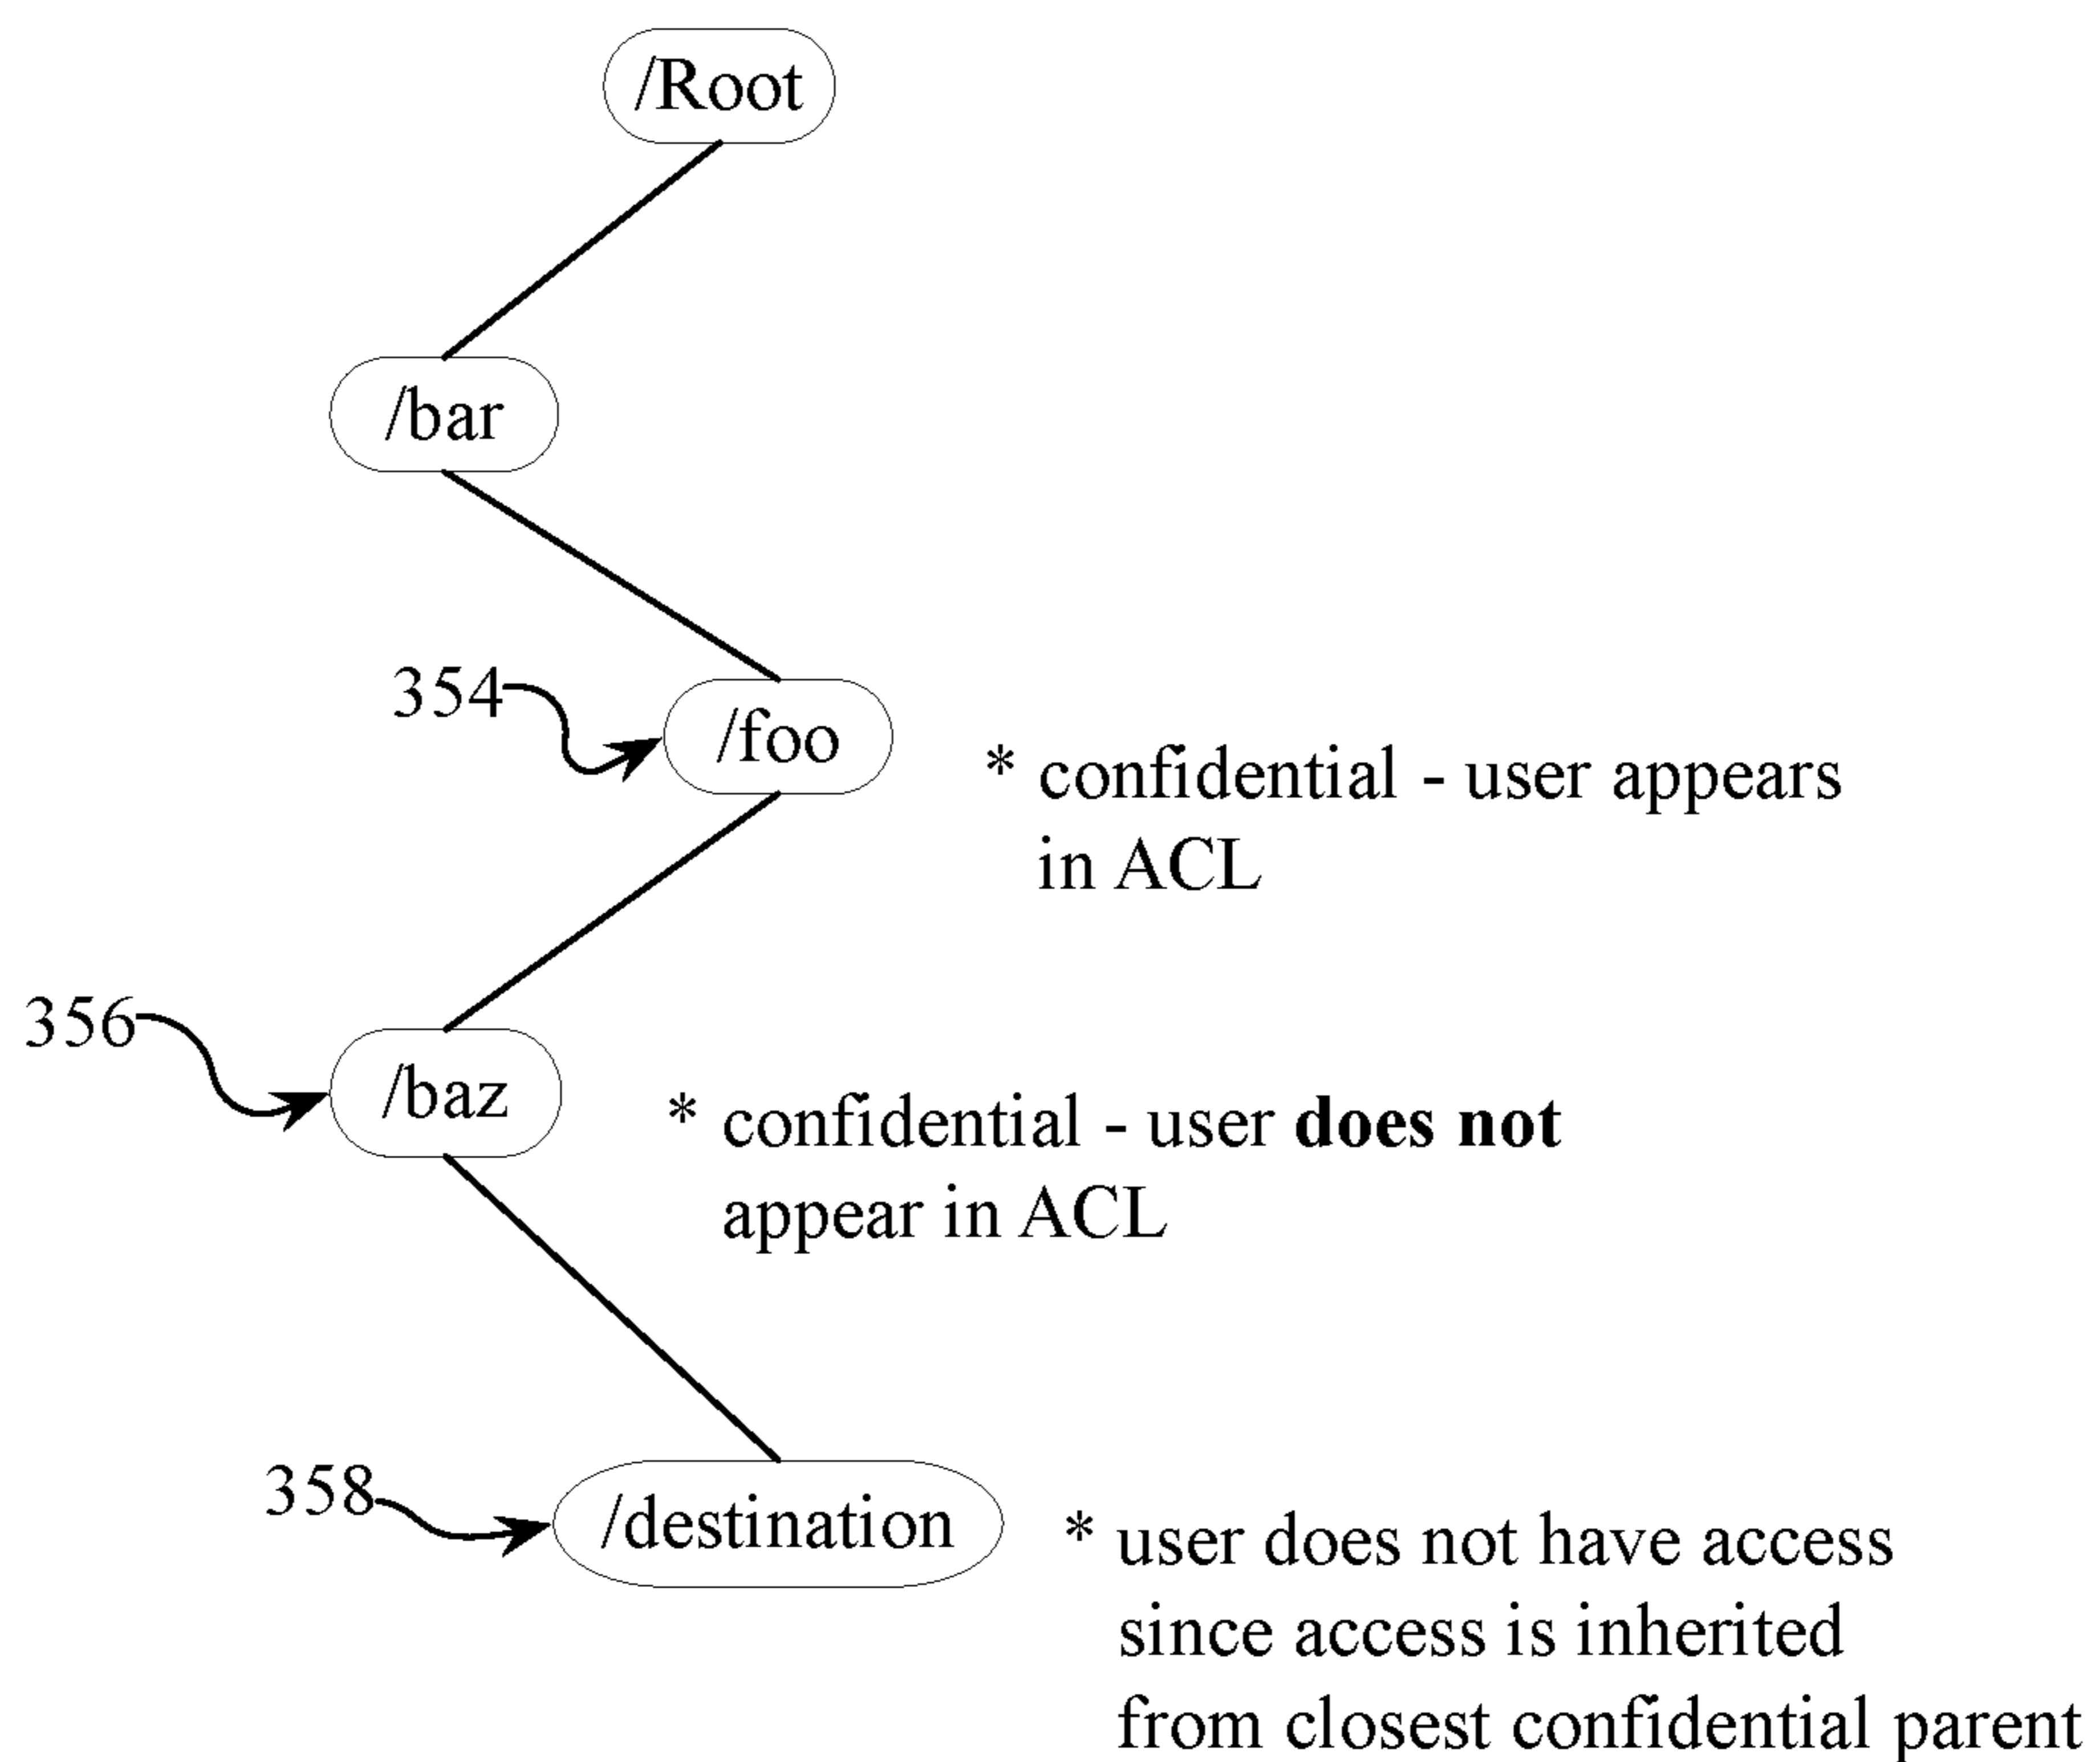 /Root
/bar
354
/foo
* confidential - user appears
in ACL
356
/baz
* confidential - user does not
appear in ACL
358
/destination
* user does not have access
since access is inherited
from closest confidential parent